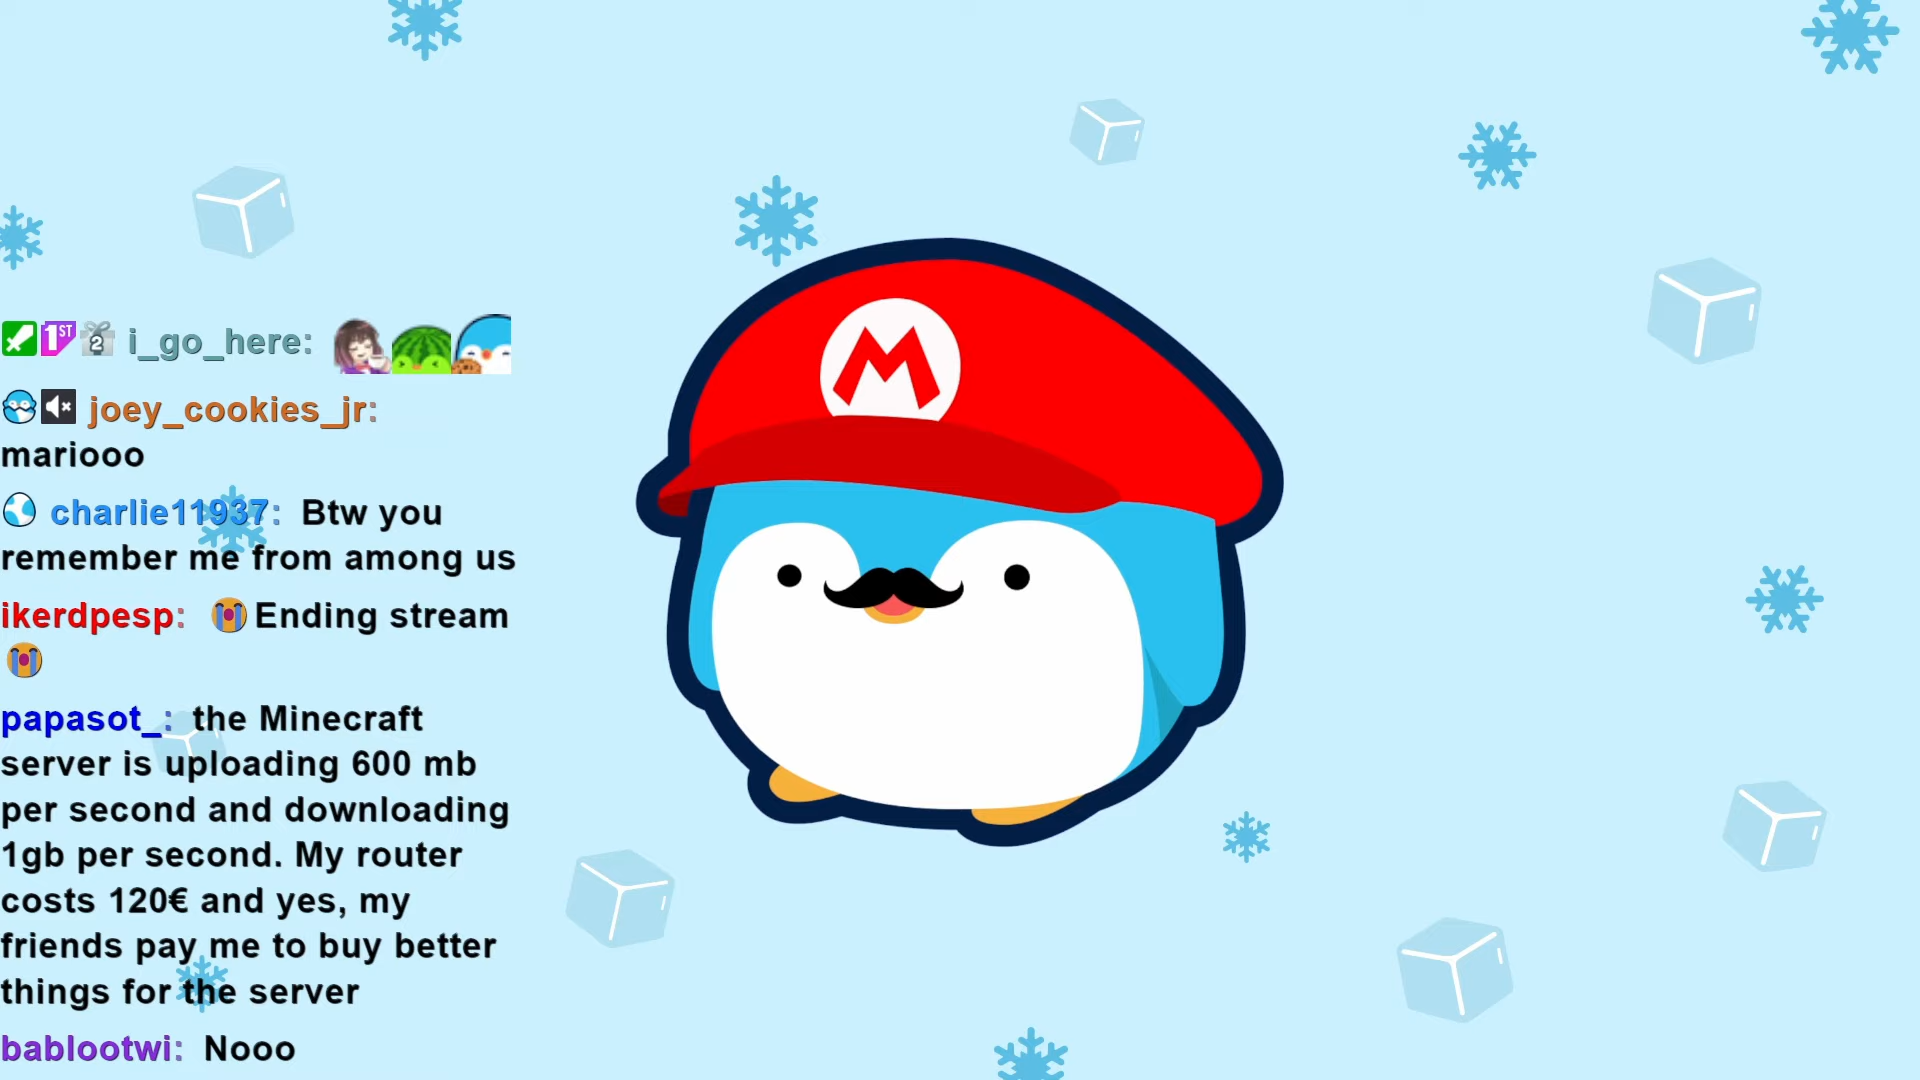 1ST 2 i_go_here:
M
joey_cookies_jr:
mariooo
charlie11937: Btw you
remember me from among us
ikerdpesp: 😭Ending stream
😭
papasot_: the Minecraft
server is uploading 600 mb
per second and downloading
1gb per second. My router
costs 120€ and yes, my
friends pay me to buy better
things for the server
bablootwi: Nooo